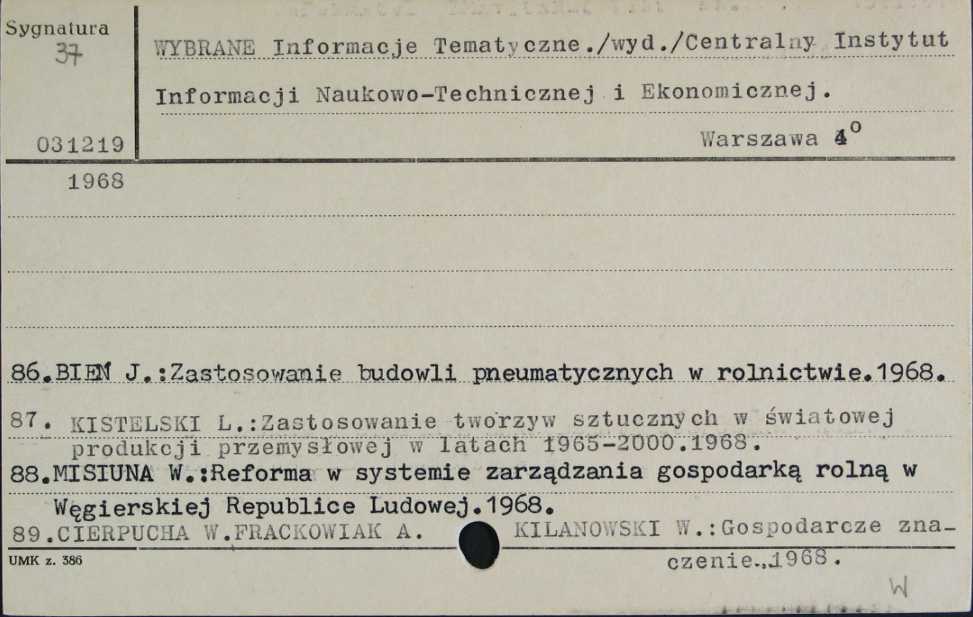 Sygnatura
37
WYBRANE Informacje Tematyczne./wyd./Centralny Instytut
Informacji Naukowo-Technicznej i Ekonomicznej.
031219
Warszawa 4o
1968
86.BIEŃ J.:Zastosowanie budowli pneumatycznych w rolnictwie.1968.
87. KISTELSKI L.:Zastosowanie tworzyw sztucznych w światowej
produkcji przemysłowej w latach 1965-2000.1968.
88.MISIUNA W.:Reforma w systemie zarządzania gospodarką rolną w
Węgierskiej Republice Ludowej.1968.
89.CIERPUCHA W.FRACKOWIAK A. KILANOWSKI W.:Gospodarcze zna-
czenie.,1968.
UMK z. 386
W